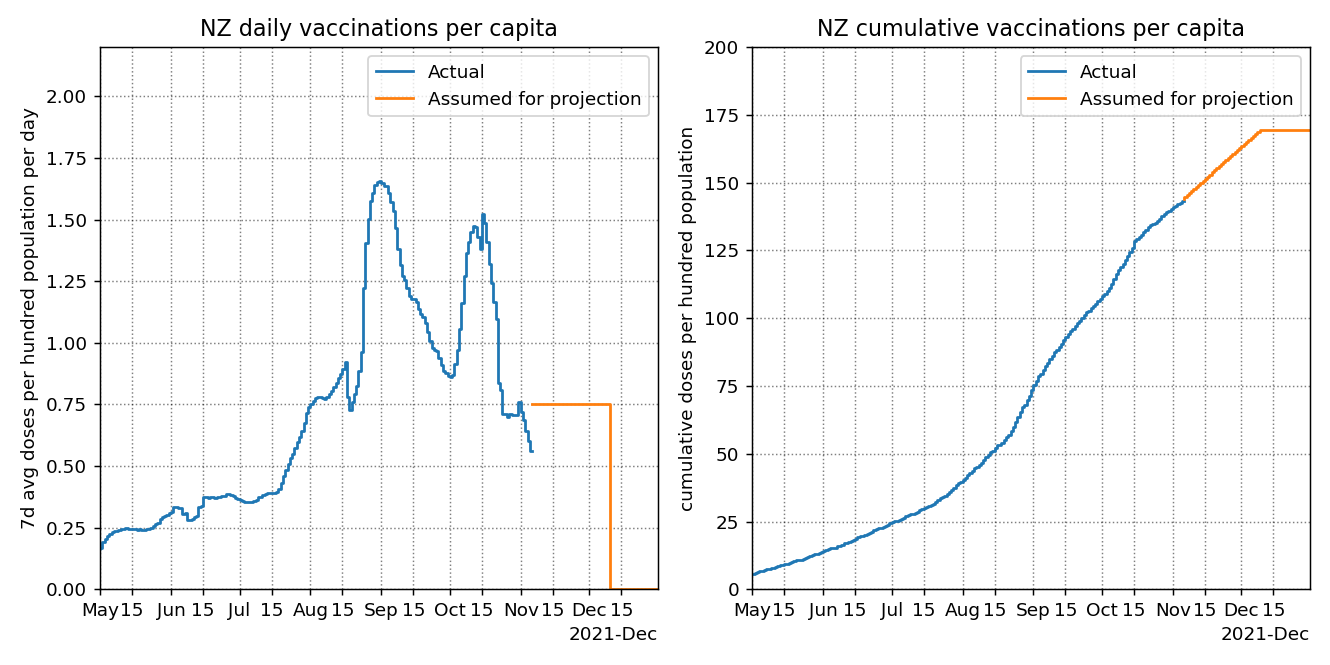 NZ daily vaccinations per capita
7d avg doses per hundred population per day
2.00
1.75
1.50
1.25
1.00
0.75
0.50
0.25
0.00
Actual
Assumed for projection
May 15 Jun 15 Jul 15 Aug 15 Sep 15 Oct 15 Nov 15 Dec 15
2021-Dec
NZ cumulative vaccinations per capita
cumulative doses per hundred population
200
175
150
125
100
75
50
25
0
Actual
Assumed for projection
May 15 Jun 15 Jul 15 Aug 15 Sep 15 Oct 15 Nov 15 Dec 15
2021-Dec